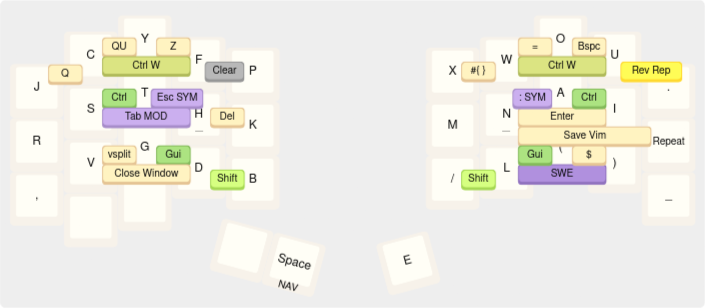 Y
C QU Z F
Q Ctrl W Clear P
J
Ctrl T Esc SYM
S Tab MOD H Del
R _ K
G
V vsplit Gui D
Close Window Shift B
,
Space
NAV
O
W = Bspc U
X #{ } Ctrl W Rev Rep
'
: SYM A Ctrl
N Enter I
M _ Save Vim Repeat
Gui ( $ )
/ Shift L SWE
_
E